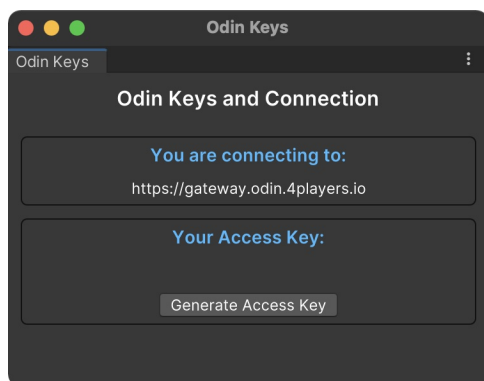 Odin Keys
Odin Keys
Odin Keys and Connection
You are connecting to:
https://gateway.odin.4players.io
Your Access Key:
Generate Access Key